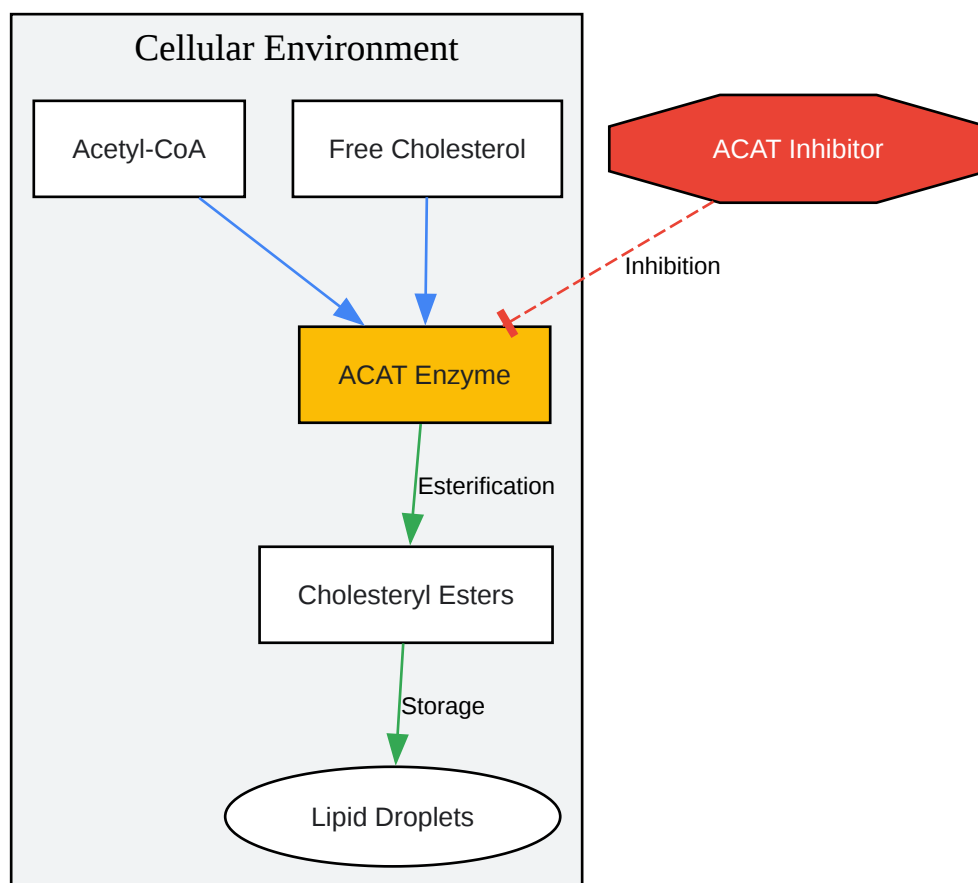 Cellular Environment
Acetyl-CoA
Free Cholesterol
ACAT Inhibitor
Inhibition
ACAT Enzyme
Esterification
Cholesteryl Esters
Storage
Lipid Droplets